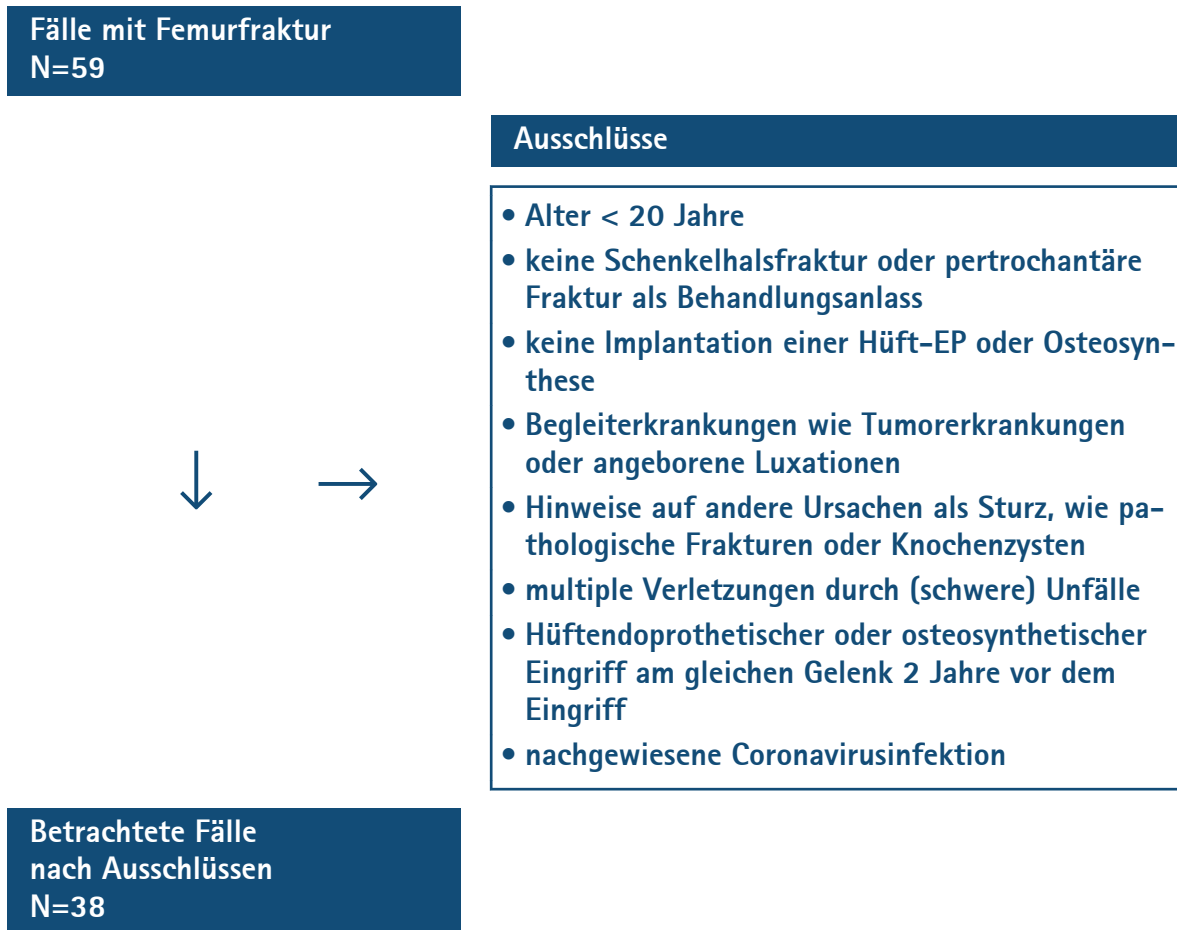 Fälle mit Femurfraktur
N=59
Ausschlüsse
• Alter < 20 Jahre
• keine Schenkelhalsfraktur oder pertrochantäre
Fraktur als Behandlungsanlass
• keine Implantation einer Hüft-EP oder Osteosyn-
these
• Begleiterkrankungen wie Tumorerkrankungen
oder angeborene Luxationen
• Hinweise auf andere Ursachen als Sturz, wie pa-
thologische Frakturen oder Knochenzysten
• multiple Verletzungen durch (schwere) Unfälle
• Hüftendoprothetischer oder osteosynthetischer
Eingriff am gleichen Gelenk 2 Jahre vor dem
Eingriff
• nachgewiesene Coronavirusinfektion
Betrachtete Fälle
nach Ausschlüssen
N=38